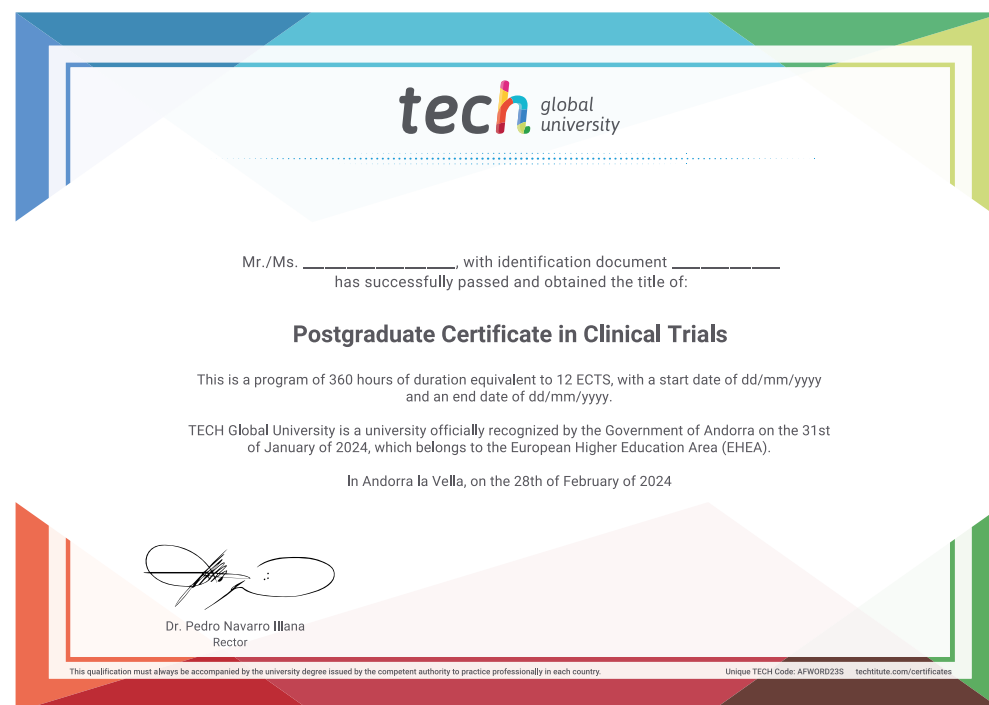 tech global
university
Mr./Ms. __________________, with identification document ____________
has successfully passed and obtained the title of:
Postgraduate Certificate in Clinical Trials
This is a program of 360 hours of duration equivalent to 12 ECTS, with a start date of dd/mm/yyyy
and an end date of dd/mm/yyyy.
TECH Global University is a university officially recognized by the Government of Andorra on the 31st
of January of 2024, which belongs to the European Higher Education Area (EHEA).
In Andorra la Vella, on the 28th of February of 2024
Dr. Pedro Navarro Illana
Rector
This qualification must always be accompanied by the university degree issued by the competent authority to practice professionally in each country. Unique TECH Code: AFWORD23S techtitute.com/certificates